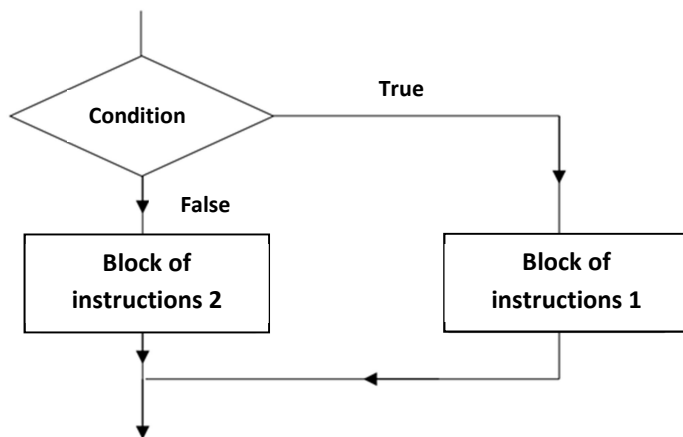 True
Condition
False
Block of
instructions 2
Block of
instructions 1